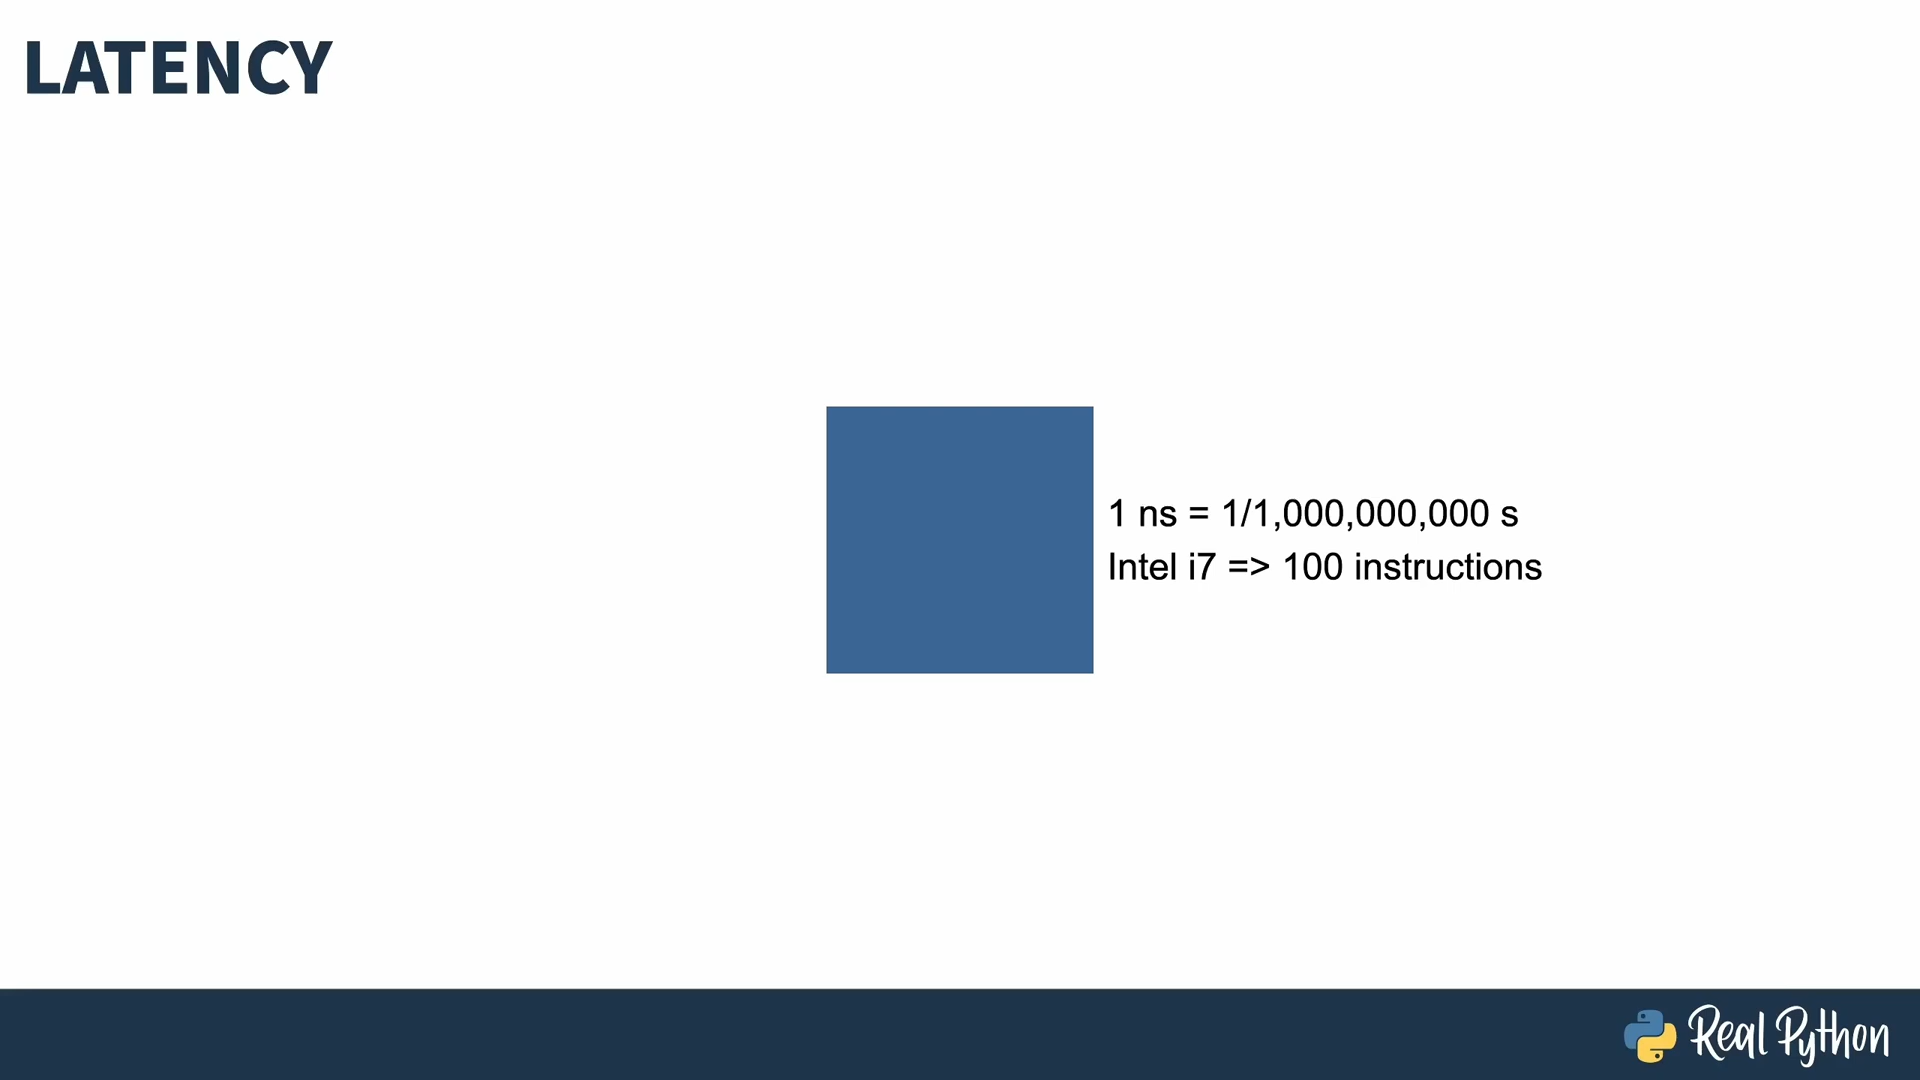 LATENCY
1 ns = 1/1,000,000,000 s
Intel i7 => 100 instructions
Real Python